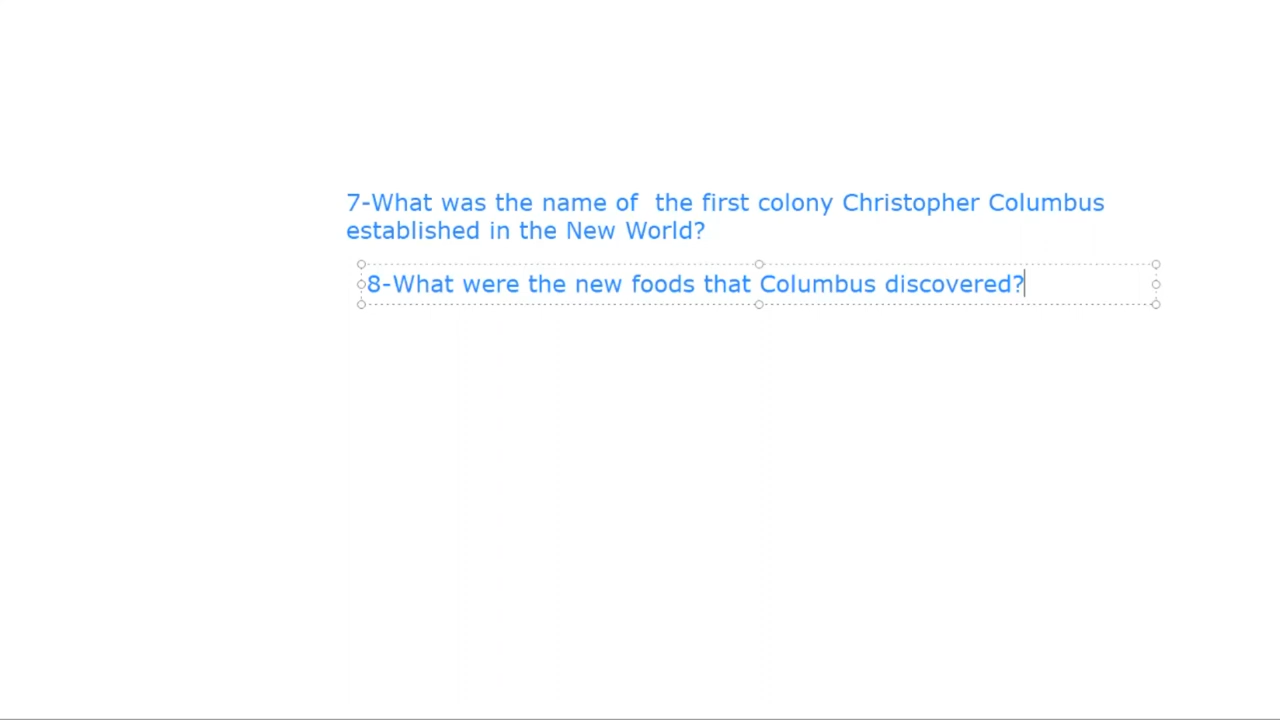 7-What was the name of  the first colony Christopher Columbus
established in the New World?
8-What were the new foods that Columbus discovered?